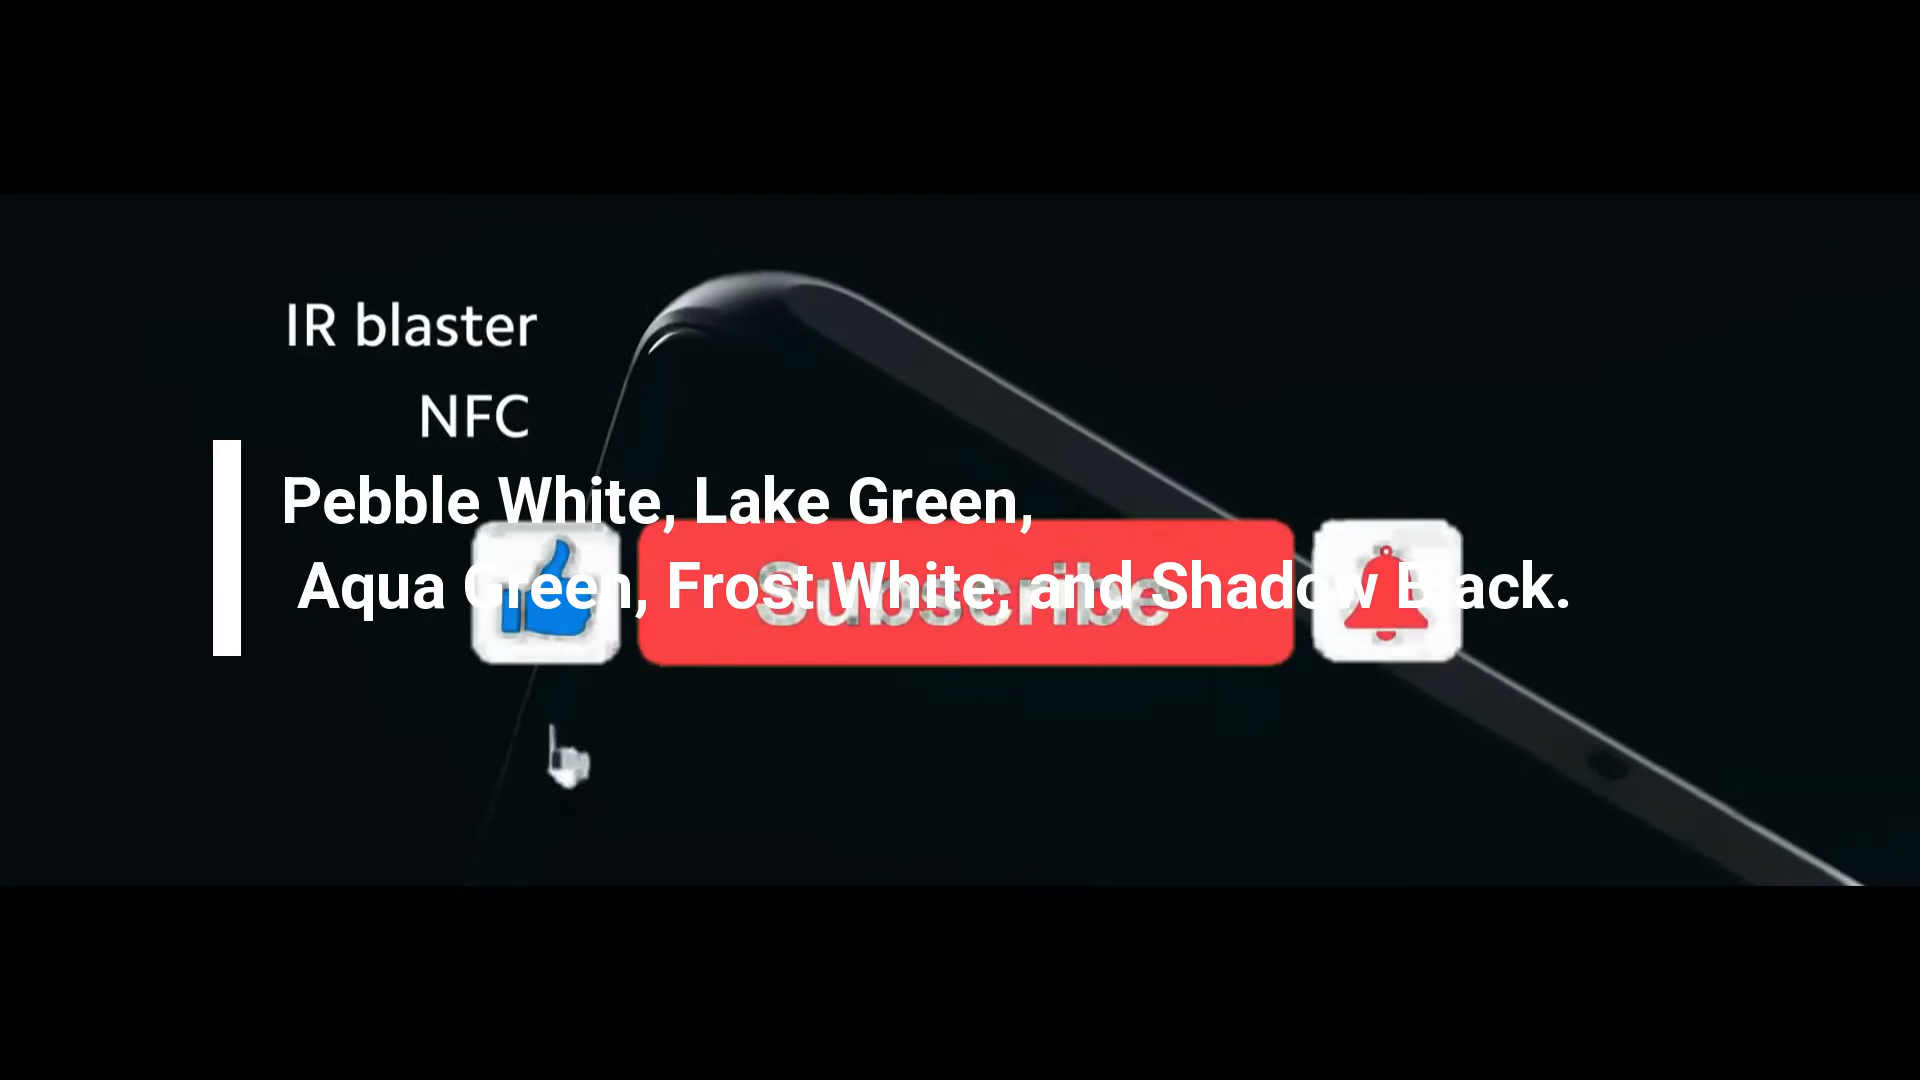 IR blaster
NFC
Pebble White, Lake Green,
Aqua Green, Frost White, and Shadow Black.
Subscribe